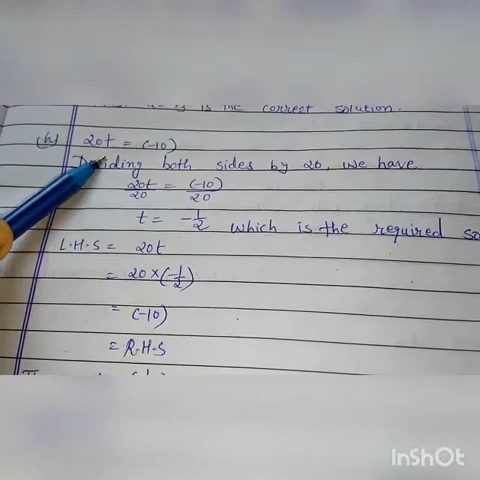 is the correct solution.
(h) 20t = (-10)
Dividing both sides by 20, we have
20t/20 = (-10)/20
t = -1/2 which is the required so
L.H.S = 20t
= 20×(-1/2)
= (-10)
= R.H.S
InShOt